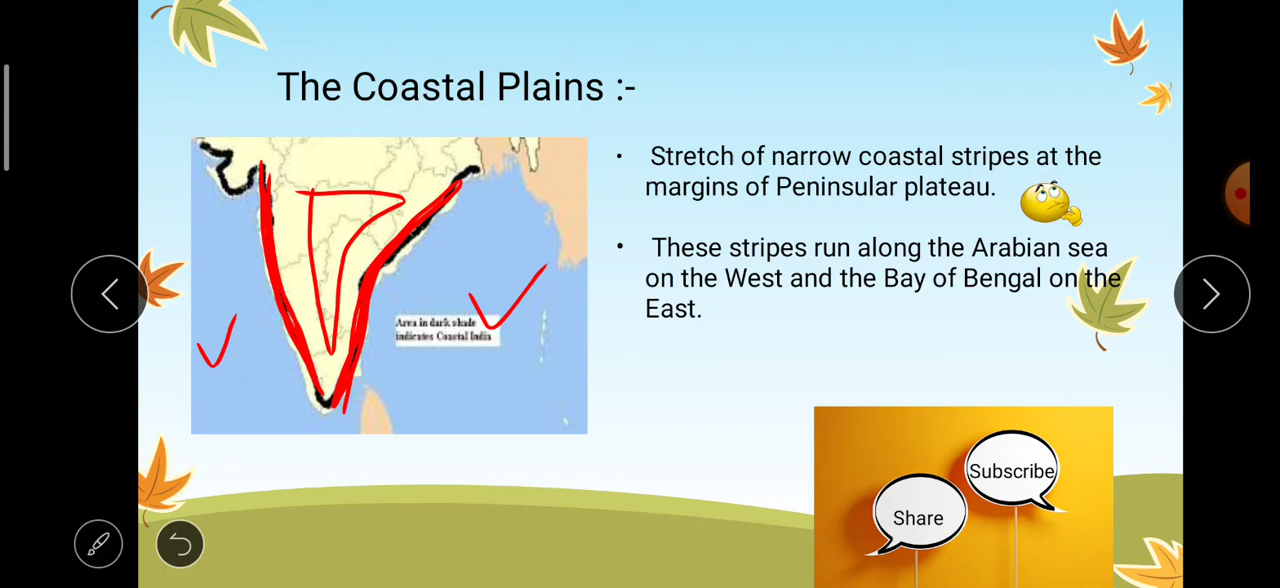 The Coastal Plains :-
• Stretch of narrow coastal stripes at the
margins of Peninsular plateau.
• These stripes run along the Arabian sea
on the West and the Bay of Bengal on the
East.
Area in dark shade
indicates Coastal India
Subscribe
Share